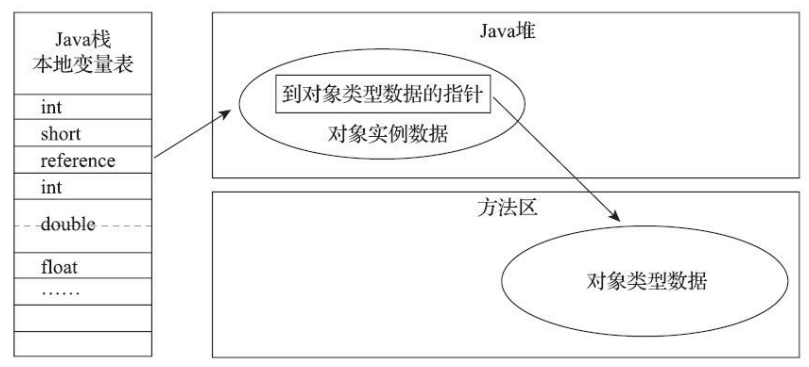 Java栈
本地变量表
int
short
reference
int
double
float
……
Java堆
到对象类型数据的指针
对象实例数据
方法区
对象类型数据